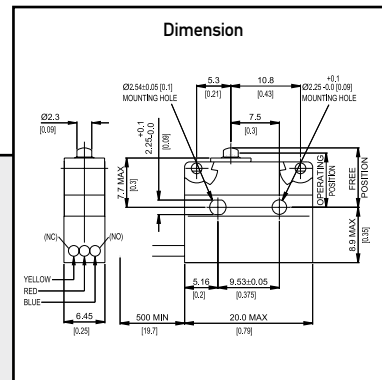 Dimension
Ø2.54±0.05 [0.1]
MOUNTING HOLE
5.3
[0.21]
10.8
[0.43]
+0.1
Ø2.25 -0.0 [0.09]
MOUNTING HOLE
Ø2.3
[0.09]
7.5
[0.3]
+0.1
2.25-0.0
[0.09]
7.7 MAX
[0.3]
OPERATING
POSITION
FREE
POSITION
8.9 MAX
[0.35]
(NC)
(NO)
YELLOW
RED
BLUE
5.16
[0.2]
9.53±0.05
[0.375]
6.45
[0.25]
500 MIN
[19.7]
20.0 MAX
[0.79]